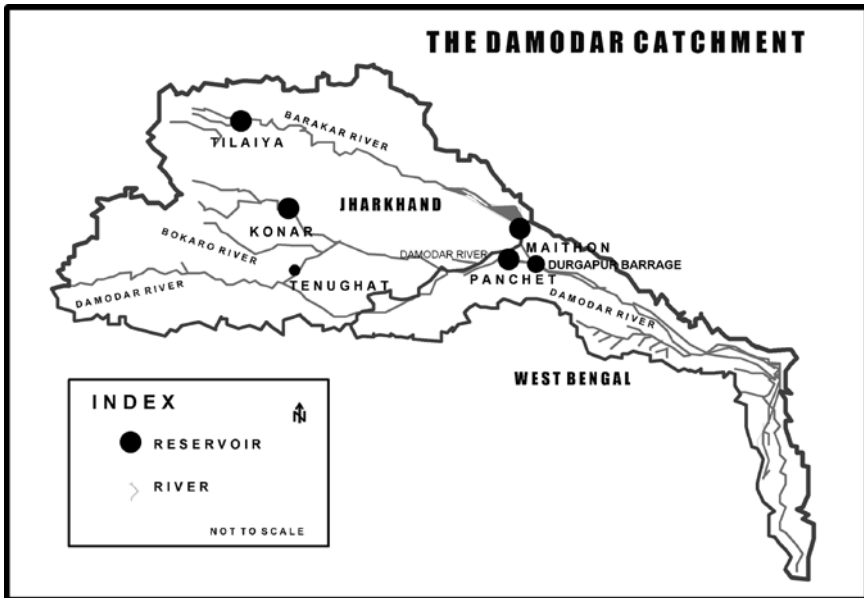 THE DAMODAR CATCHMENT
BARAKAR RIVER
TILAIYA
JHARKHAND
KONAR
BOKARO RIVER
DAMODAR RIVER
MAITHON
DURGAPUR BARRAGE
PANCHET
TENUGHAT
DAMODAR RIVER
DAMODAR RIVER
WEST BENGAL
INDEX
N
RESERVOIR
RIVER
NOT TO SCALE